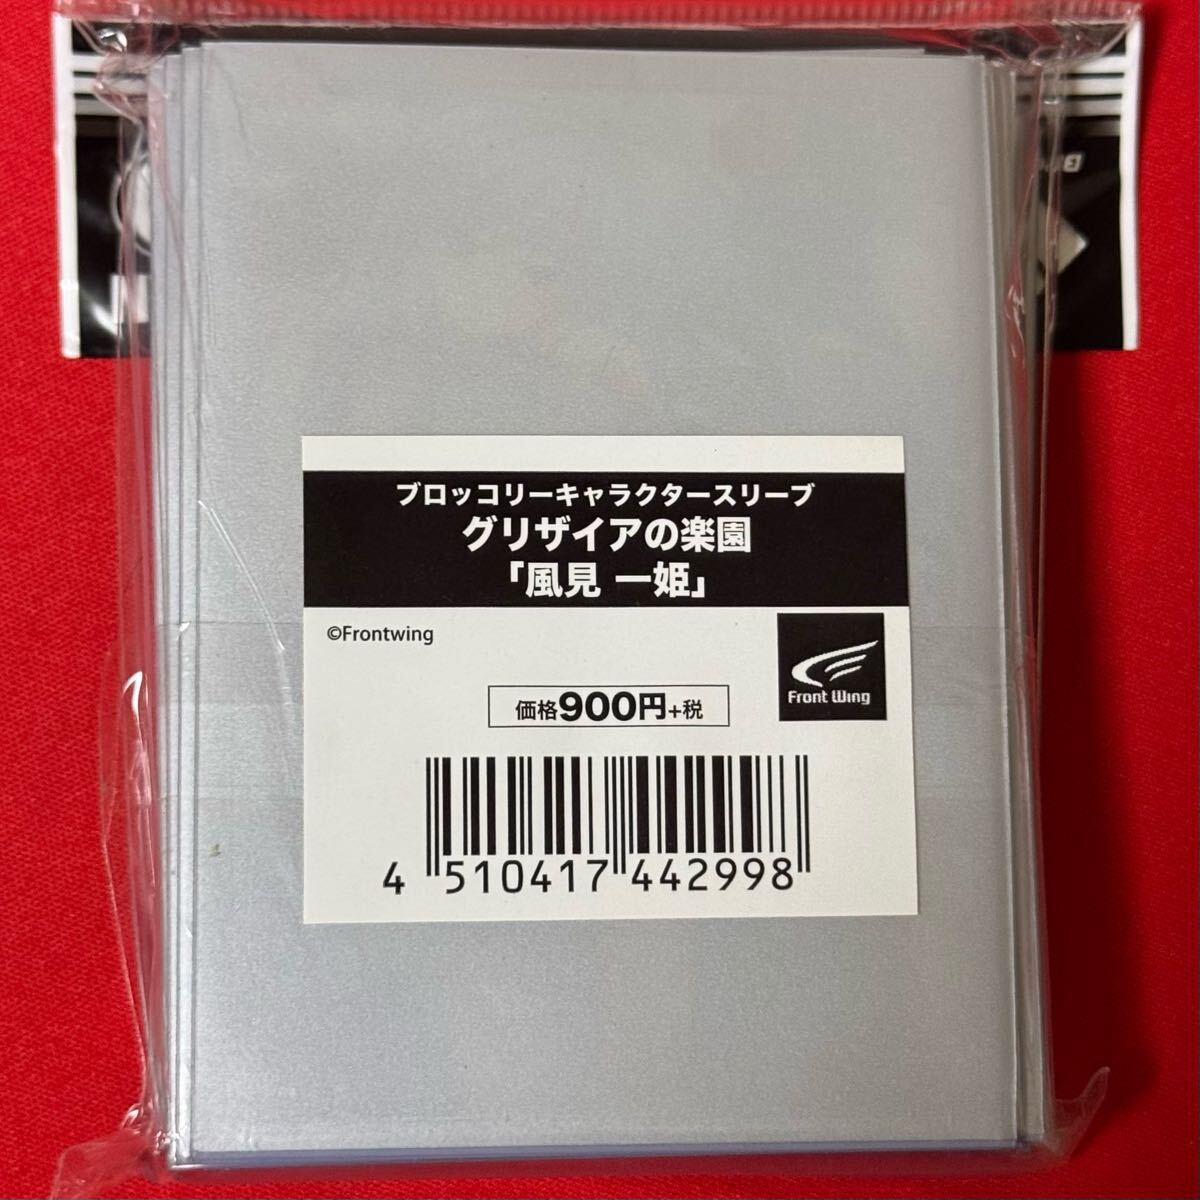 ブロッコリーキャラクタースリーブ
グリザイアの楽園
「風見 一姫」
©Frontwing
Front Wing
価格900円+税
4 510417 442998